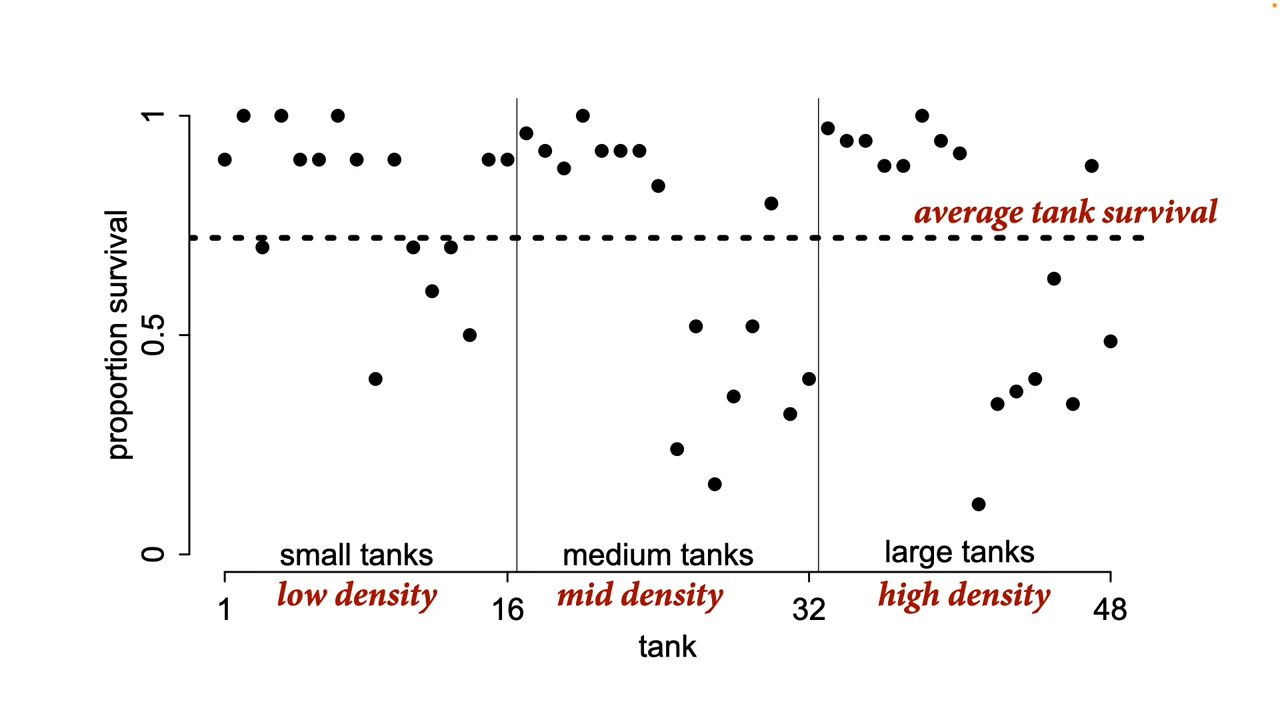 1
average tank survival
0.5
proportion survival
0
small tanks medium tanks large tanks
low density mid density high density
1 16 32 48
tank